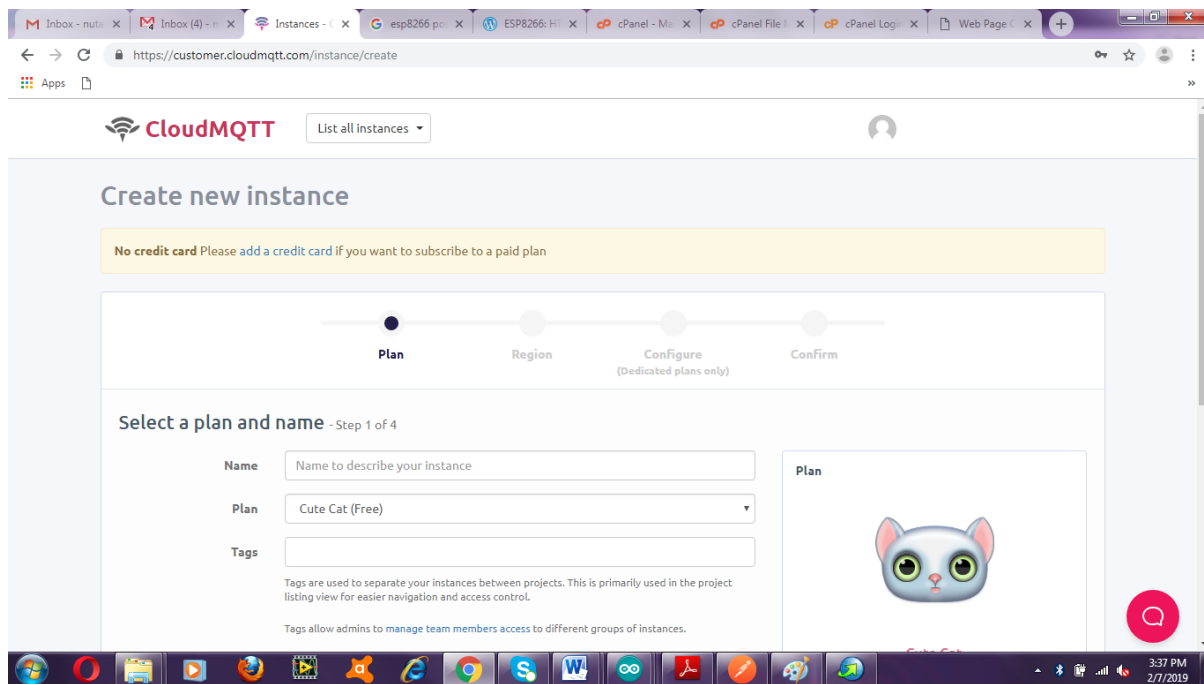 Inbox - nuta
Inbox (4) - n
Instances - C
esp8266 po
ESP8266: HT
cPanel - Ma
cPanel File M
cPanel Login
Web Page C
https://customer.cloudmqtt.com/instance/create
Apps
CloudMQTT
List all instances
Create new instance
No credit card Please add a credit card if you want to subscribe to a paid plan
Plan
Region
Configure
(Dedicated plans only)
Confirm
Select a plan and name - Step 1 of 4
Name
Name to describe your instance
Plan
Cute Cat (Free)
Tags
Tags are used to separate your instances between projects. This is primarily used in the project
listing view for easier navigation and access control.
Tags allow admins to manage team members access to different groups of instances.
Plan
Cute Cat
3:37 PM
2/7/2019